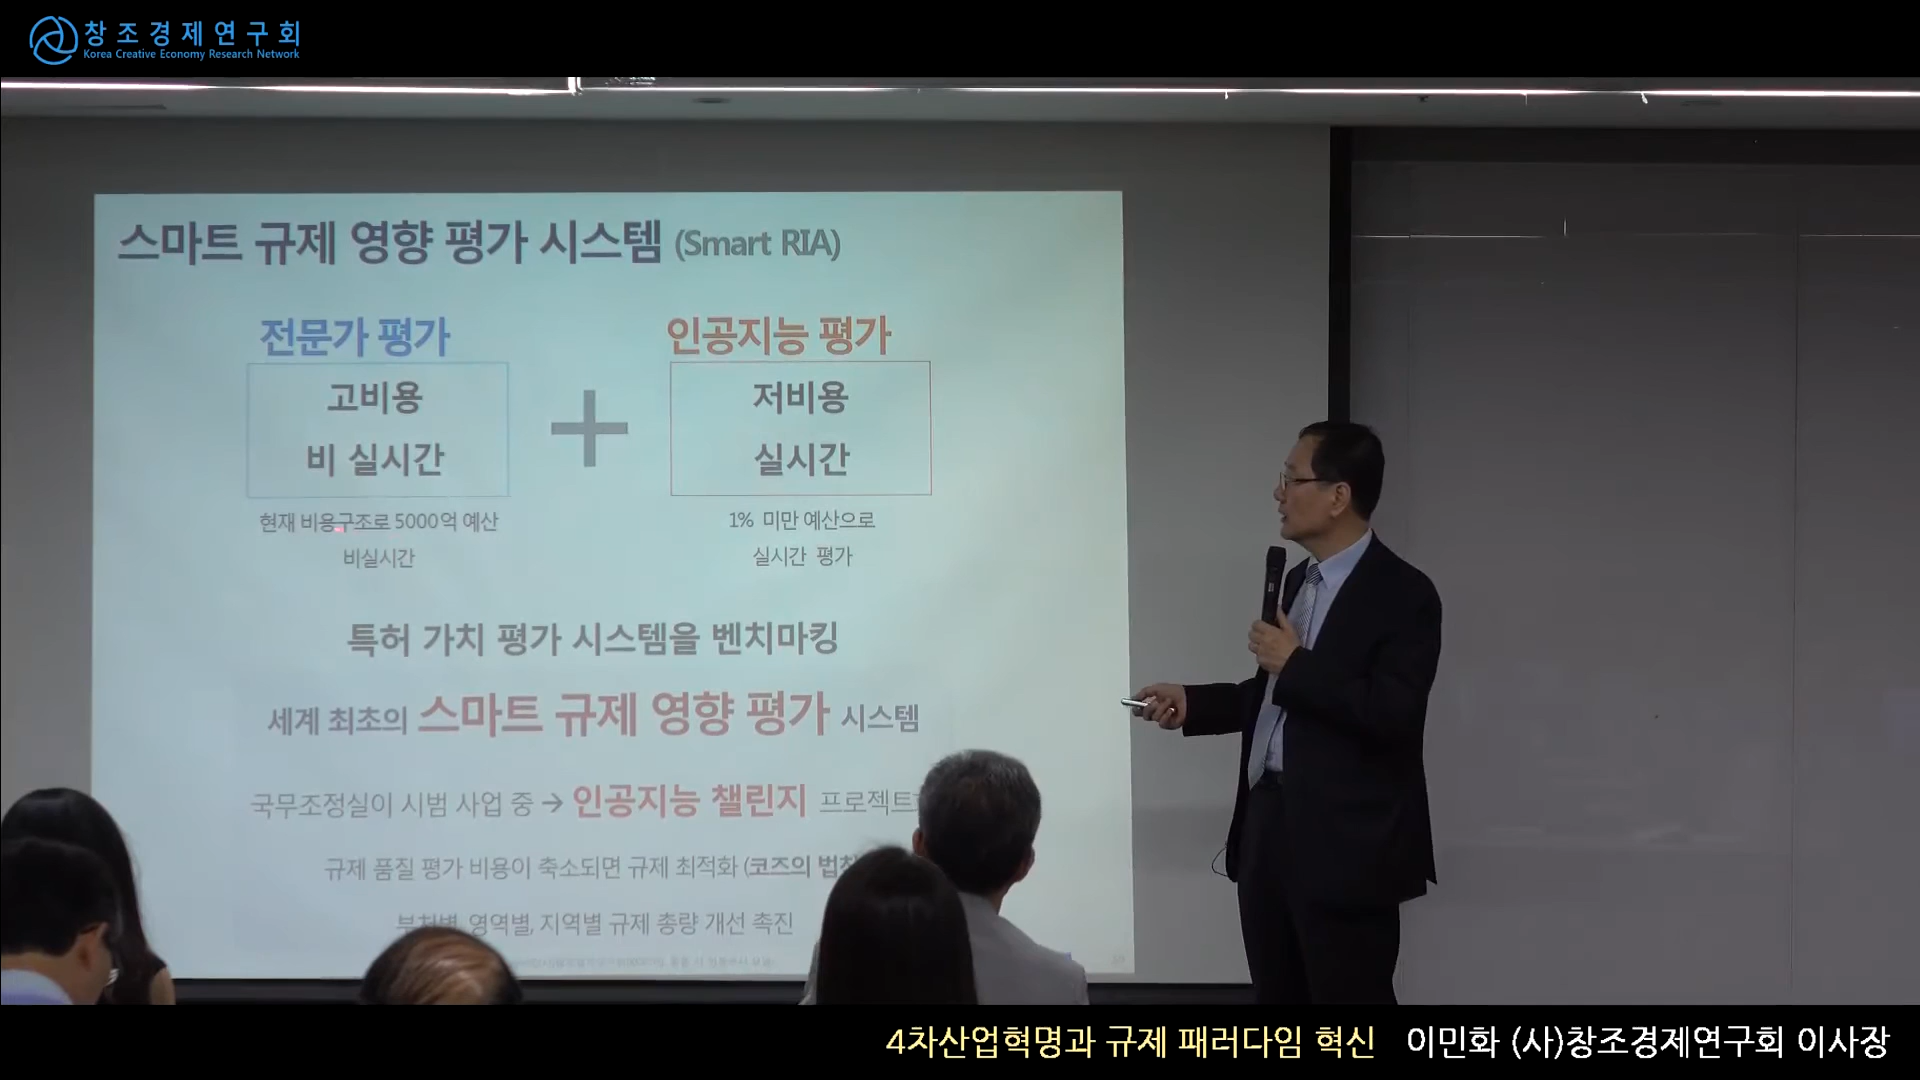 창조경제연구회
Korea Creative Economy Research Network
스마트 규제 영향 평가 시스템 (Smart RIA)
전문가 평가
고비용
비 실시간
현재 비용구조로 5000억 예산
비실시간
+
인공지능 평가
저비용
실시간
1% 미만 예산으로
실시간 평가
특허 가치 평가 시스템을 벤치마킹
세계 최초의 스마트 규제 영향 평가 시스템
국무조정실이 시범 사업 중 → 인공지능 챌린지 프로젝트
규제 품질 평가 비용이 축소되면 규제 최적화 (코즈의
영역별, 지역별 규제 총량 개선 촉진
4차산업혁명과 규제 패러다임 혁신 이민화 (사)창조경제연구회 이사장